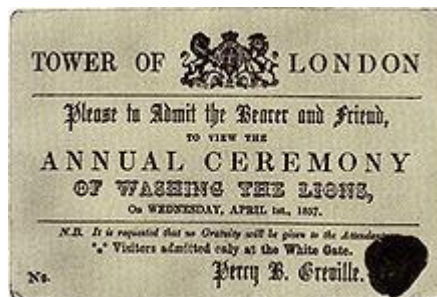 TOWER OF LONDON
Please to Admit the Bearer and Friend,
TO VIEW THE
ANNUAL CEREMONY
OF WASHING THE LIONS,
ON WEDNESDAY, APRIL 1ST., 1857.
N.B. It is requested that no Gratuity will be given to the Attendants.
*⁎* Visitors admitted only at the White Gate.
No. Percy B. Greville.